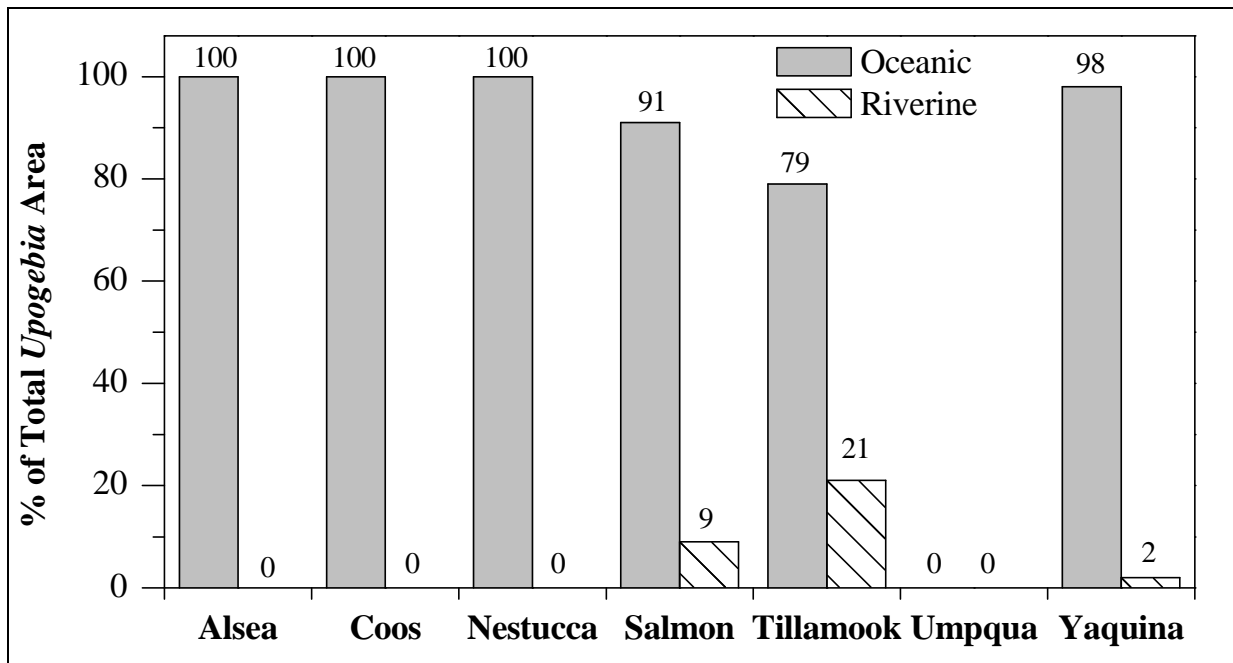 % of Total Upogebia Area
100
80
60
40
20
0
Oceanic
Riverine
100
0
100
0
100
0
91
9
79
21
0
0
98
2
Alsea
Coos
Nestucca
Salmon
Tillamook
Umpqua
Yaquina